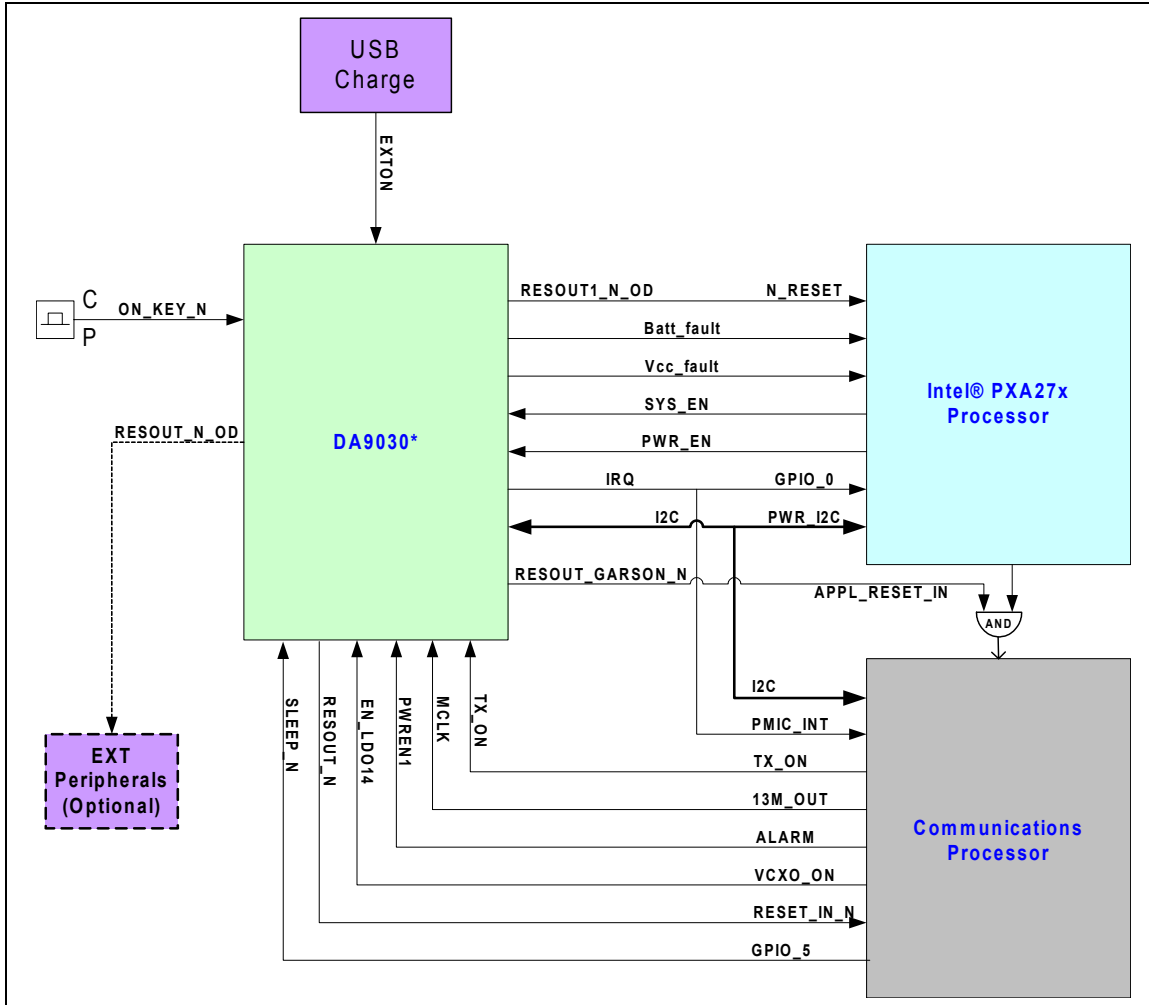 USB
Charge
EXTON
C
ON_KEY_N
P
RESOUT1_N_OD
N_RESET
Batt_fault
Vcc_fault
SYS_EN
PWR_EN
IRQ
GPIO_0
I2C
PWR_I2C
RESOUT_GARSON_N
APPL_RESET_IN
DA9030*
Intel® PXA27x
Processor
RESOUT_N_OD
AND
EXT
Peripherals
(Optional)
SLEEP_N
RESOUT_N
EN_LDO14
PWREN1
MCLK
TX_ON
I2C
PMIC_INT
TX_ON
13M_OUT
ALARM
VCXO_ON
RESET_IN_N
GPIO_5
Communications
Processor